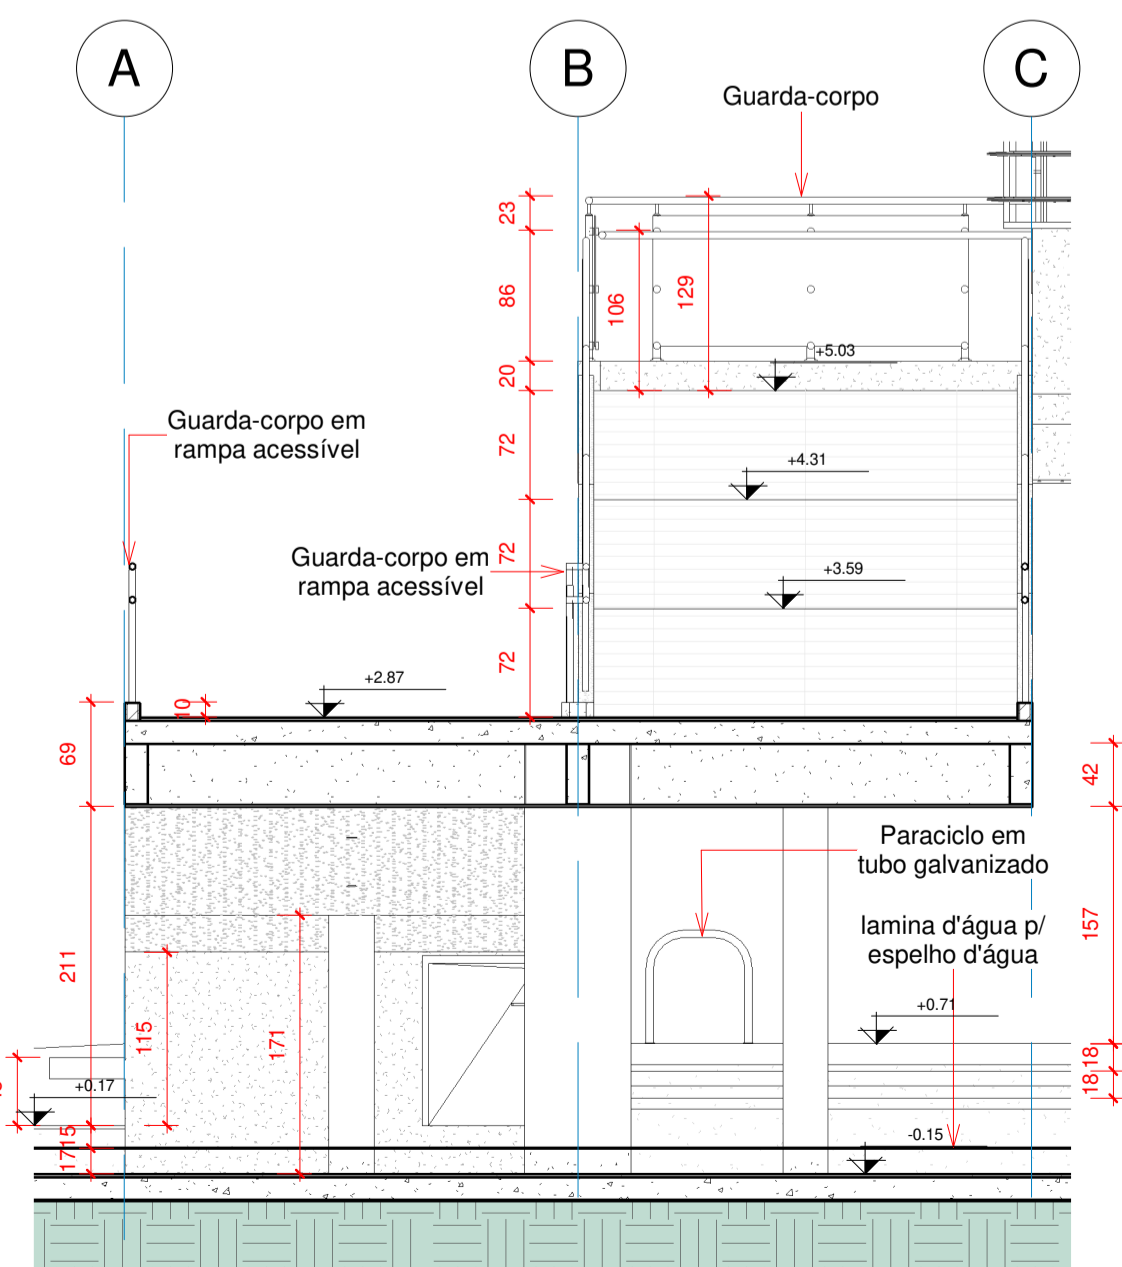 A
B
C
Guarda-corpo
23
86
106
129
20
+5.03
Guarda-corpo em
rampa acessível
72
+4.31
Guarda-corpo em
rampa acessível
72
+3.59
72
+2.87
10
69
42
Paraciclo em
tubo galvanizado
lamina d'água p/
espelho d'água
157
211
115
171
+0.71
18
18
+0.17
15
17
-0.15